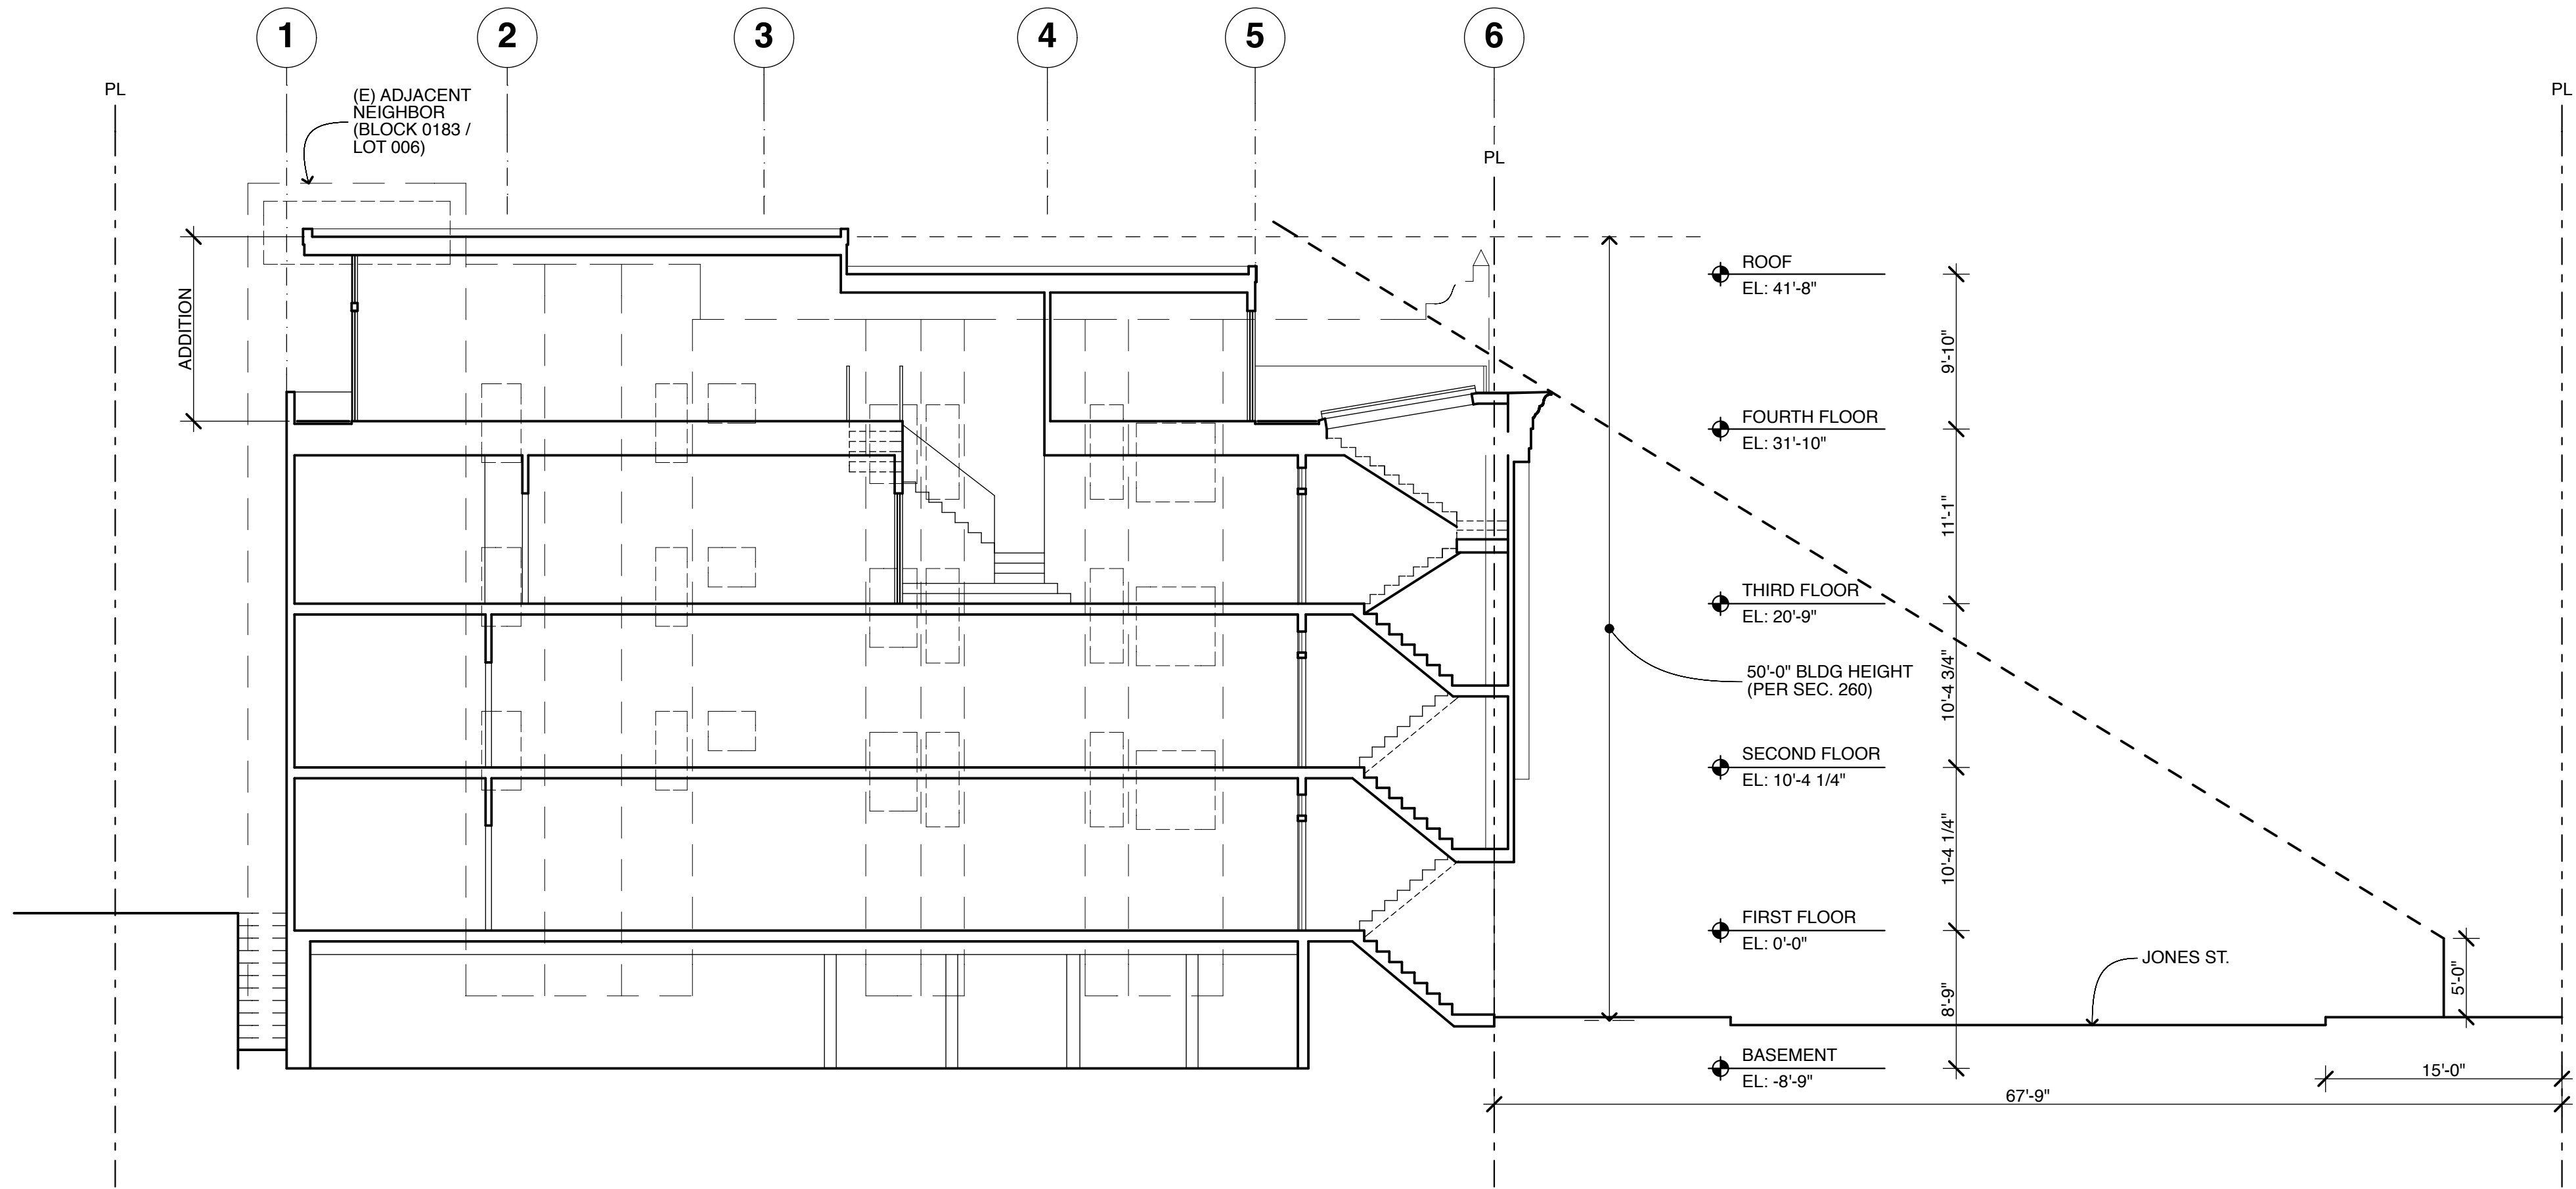 1
2
3
4
5
6
PL
(E) ADJACENT
NEIGHBOR
(BLOCK 0183 /
LOT 006)
PL
PL
ADDITION
ROOF
EL: 41'-8"
9'-10"
FOURTH FLOOR
EL: 31'-10"
11'-1"
THIRD FLOOR
EL: 20'-9"
50'-0" BLDG HEIGHT
(PER SEC. 260)
10'-4 3/4"
SECOND FLOOR
EL: 10'-4 1/4"
10'-4 1/4"
FIRST FLOOR
EL: 0'-0"
JONES ST.
5'-0"
8'-9"
BASEMENT
EL: -8'-9"
15'-0"
67'-9"